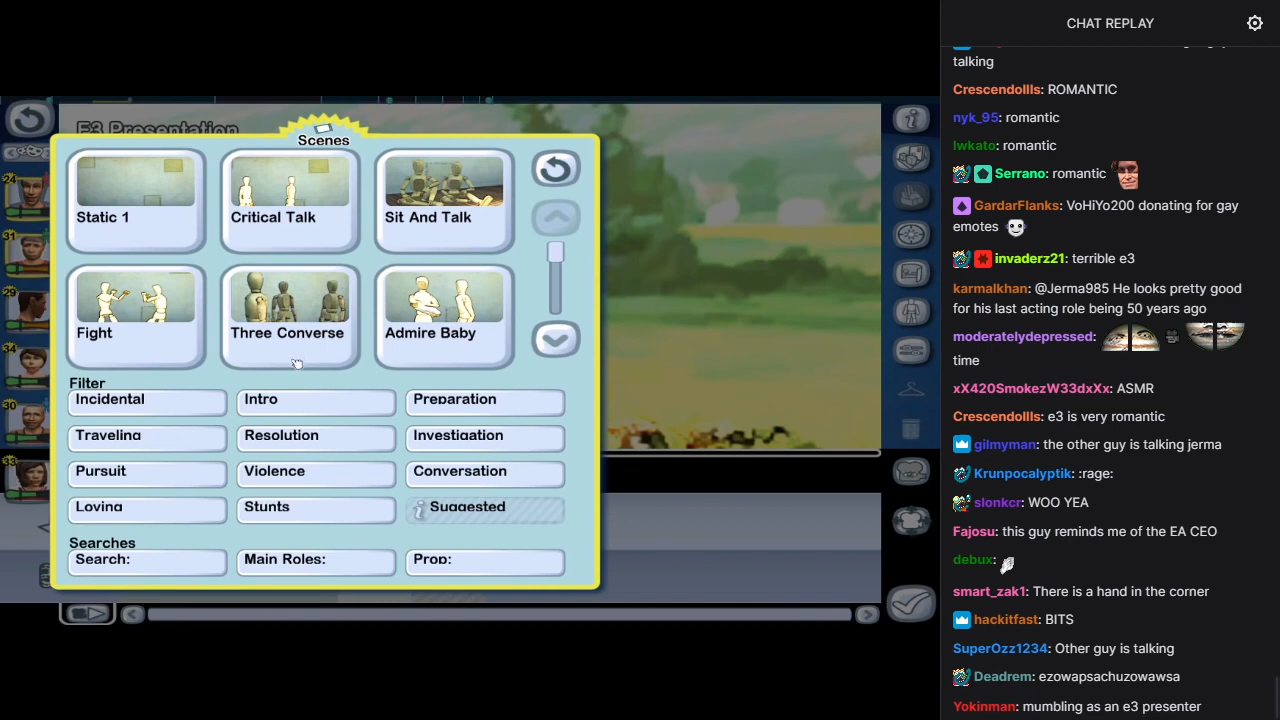 CHAT REPLAY
talking
Crescendollls: ROMANTIC
nyk_95: romantic
lwkato: romantic
Serrano: romantic
GardarFlanks: VoHiYo200 donating for gay
emotes
invaderz21: terrible e3
karmalkhan: @Jerma985 He looks pretty good
for his last acting role being 50 years ago
moderatelydepressed:
time
xX420SmokezW33dxXx: ASMR
Crescendollls: e3 is very romantic
gilmyman: the other guy is talking jerma
Krunpocalyptik: :rage:
slonkcr: WOO YEA
Fajosu: this guy reminds me of the EA CEO
debux:
smart_zak1: There is a hand in the corner
hackitfast: BITS
SuperOzz1234: Other guy is talking
Deadrem: ezowapsachuzowawsa
Yokinman: mumbling as an e3 presenter
E3 Presentation
Scenes
Static 1
Critical Talk
Sit And Talk
Fight
Three Converse
Admire Baby
Filter
Incidental
Intro
Preparation
Traveling
Resolution
Investigation
Pursuit
Violence
Conversation
Loving
Stunts
Suggested
Searches
Search:
Main Roles:
Prop:
24
31
29
34
30
33